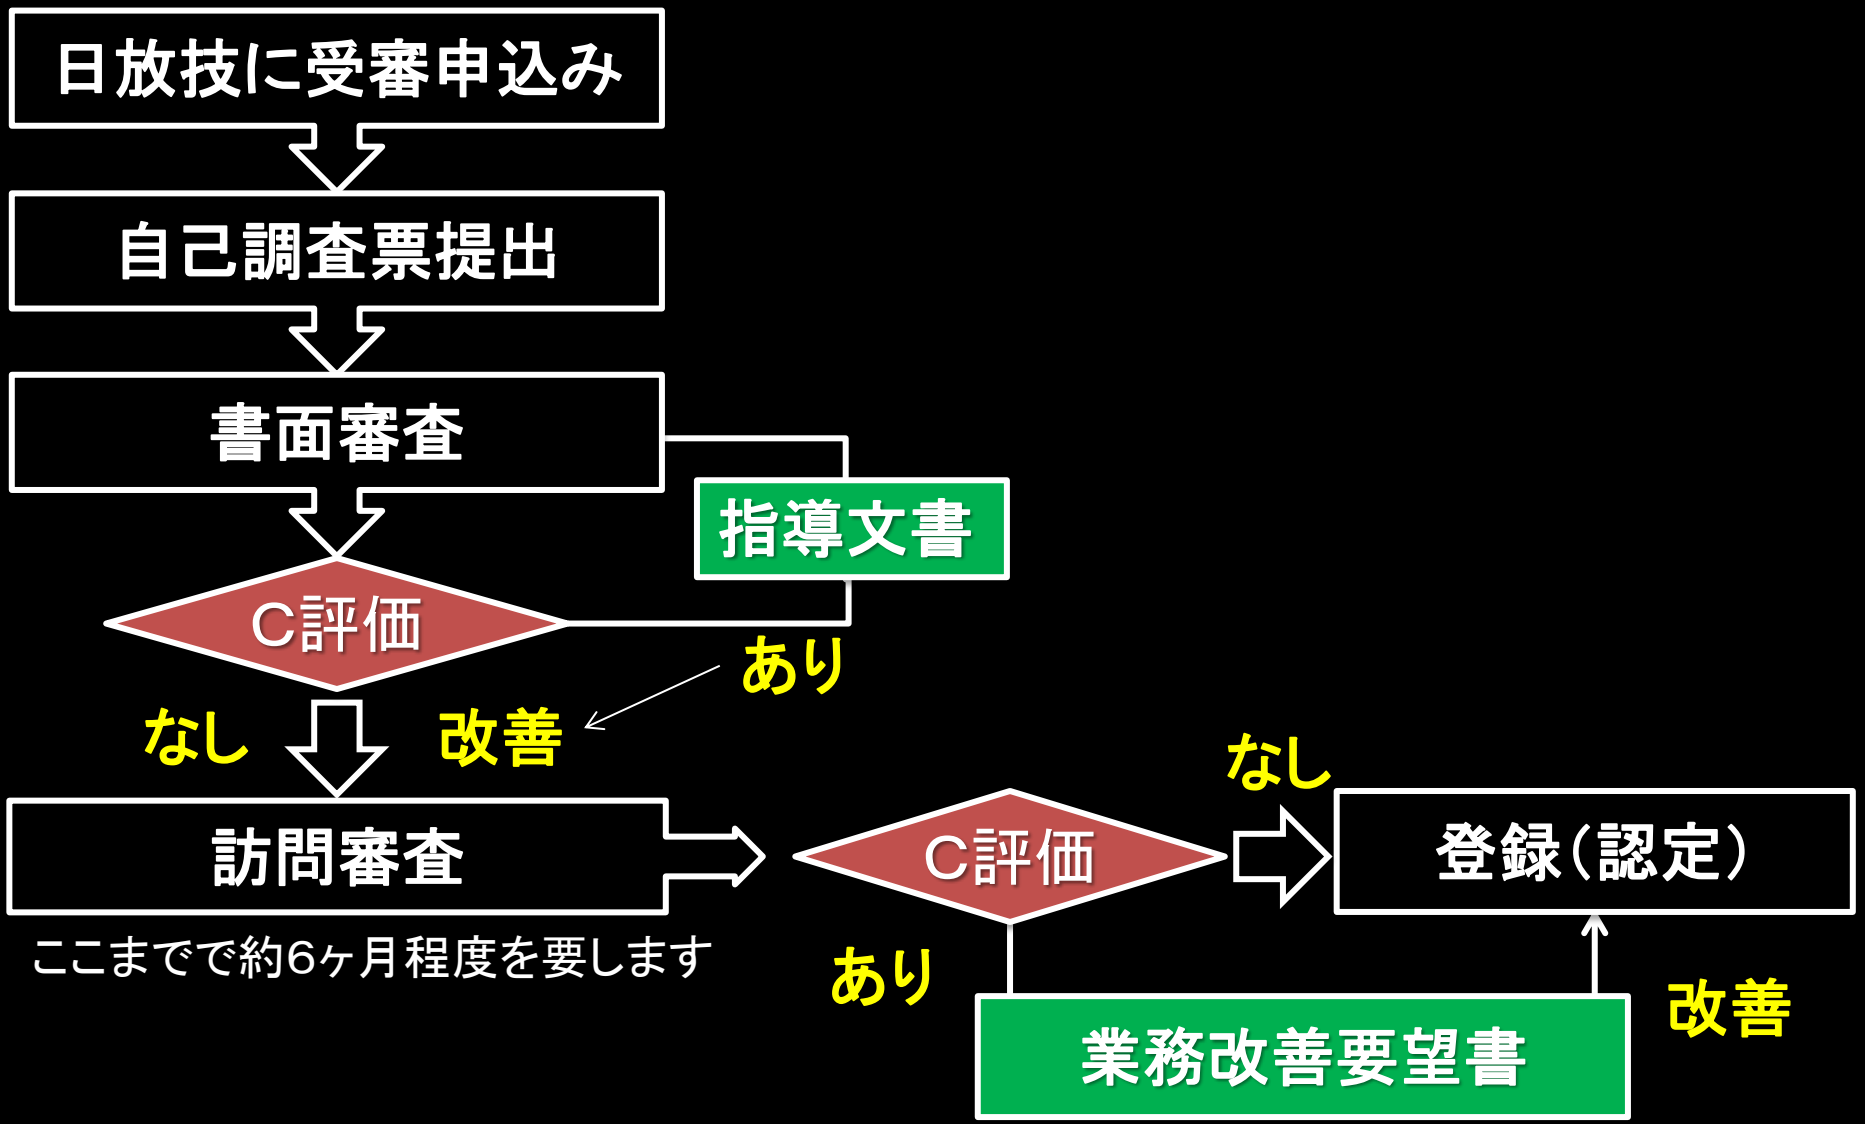 日放技に受審申込み
自己調査票提出
書面審査
指導文書
C評価
あり
なし
改善
訪問審査
ここまでで約6ヶ月程度を要します
C評価
なし
登録(認定)
あり
改善
業務改善要望書